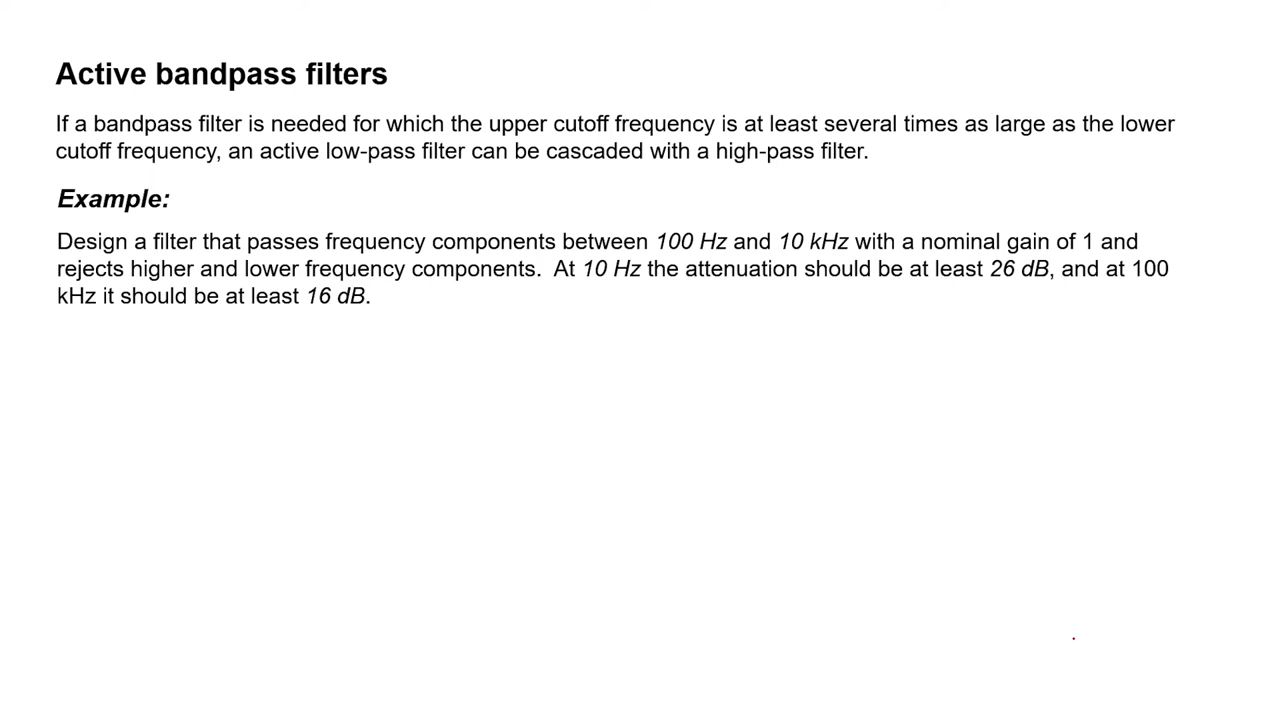 Active bandpass filters
If a bandpass filter is needed for which the upper cutoff frequency is at least several times as large as the lower
cutoff frequency, an active low-pass filter can be cascaded with a high-pass filter.
Example:
Design a filter that passes frequency components between 100 Hz and 10 kHz with a nominal gain of 1 and
rejects higher and lower frequency components.  At 10 Hz the attenuation should be at least 26 dB, and at 100
kHz it should be at least 16 dB.